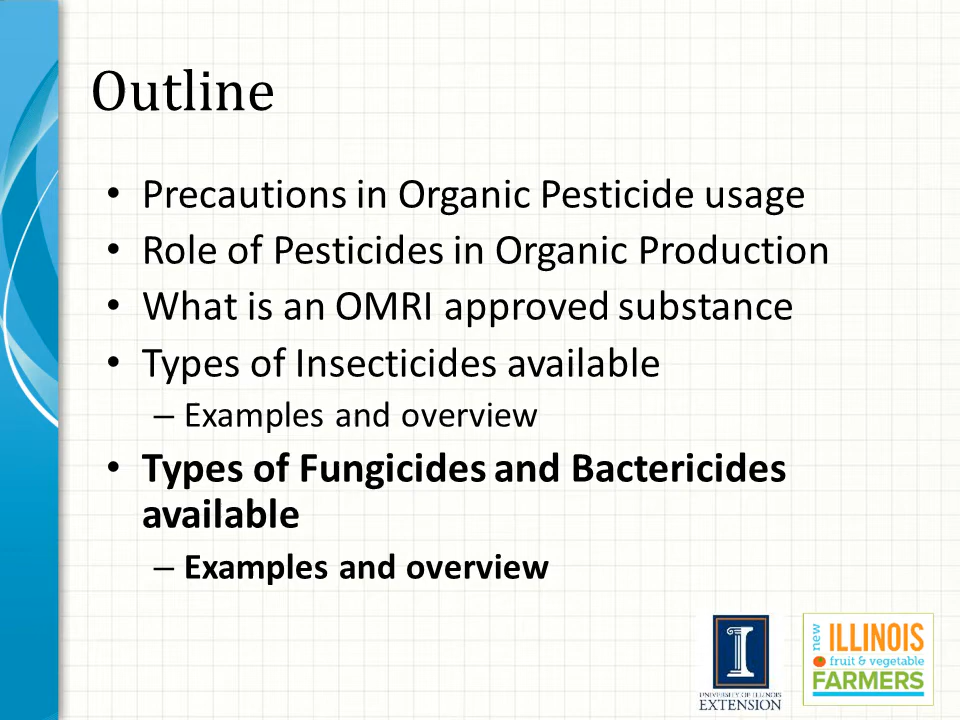 Outline
• Precautions in Organic Pesticide usage
• Role of Pesticides in Organic Production
• What is an OMRI approved substance
• Types of Insecticides available
– Examples and overview
• Types of Fungicides and Bactericides
available
– Examples and overview
I
UNIVERSITY OF ILLINOIS
EXTENSION
new
ILLINOIS
fruit & vegetable
FARMERS